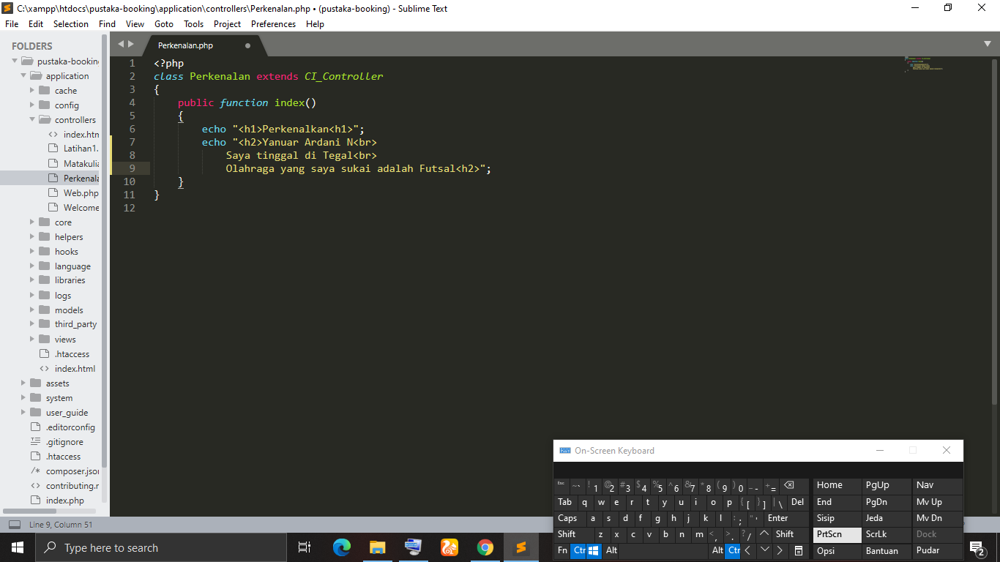 C:\xampp\htdocs\pustaka-booking\application\controllers\Perkenalan.php • (pustaka-booking) - Sublime Text
File Edit Selection Find View Goto Tools Project Preferences Help
FOLDERS
pustaka-bookin
application
cache
config
controllers
index.htm
Latihan1.
Matakulia
Perkenala
Web.php
Welcome
core
helpers
hooks
language
libraries
logs
models
third_party
views
.htaccess
index.html
assets
system
user_guide
.editorconfig
.gitignore
.htaccess
composer.json
contributing.r
index.php
Perkenalan.php
1 <?php
2 class Perkenalan extends CI_Controller
3 {
4 public function index()
5 {
6 echo "<h1>Perkenalkan<h1>";
7 echo "<h2>Yanuar Ardani N<br>
8 Saya tinggal di Tegal<br>
9 Olahraga yang saya sukai adalah Futsal<h2>";
10 }
11 }
12
Line 9, Column 51
On-Screen Keyboard
Esc ~ ` ! 1 @ 2 # 3 $ 4 % 5 ^ 6 & 7 * 8 ( 9 ) 0 _ - + = Home PgUp Nav
Tab q w e r t y u i o p { [ } ] | \ Del End PgDn Mv Up
Caps a s d f g h j k l : ; " ' Enter Sisip Jeda Mv Dn
Shift z x c v b n m < , > . ? / Shift PrtScn ScrLk Dock
Fn Ctr Alt Alt Ctr Opsi Bantuan Pudar
Type here to search
2